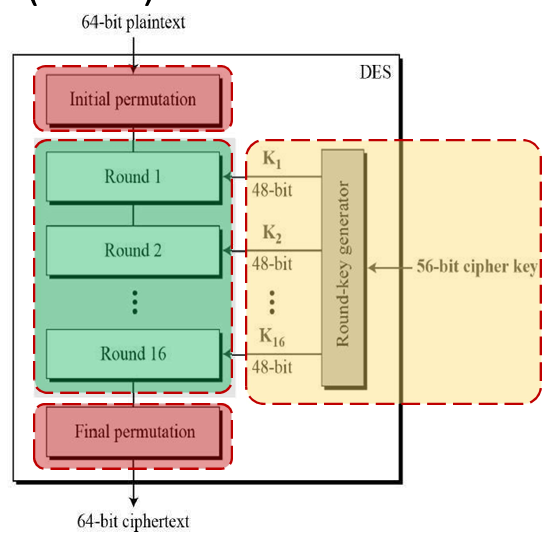 64-bit plaintext
DES
Initial permutation
Round 1
K1
48-bit
Round 2
K2
48-bit
Round-key generator
56-bit cipher key
Round 16
K16
48-bit
Final permutation
64-bit ciphertext